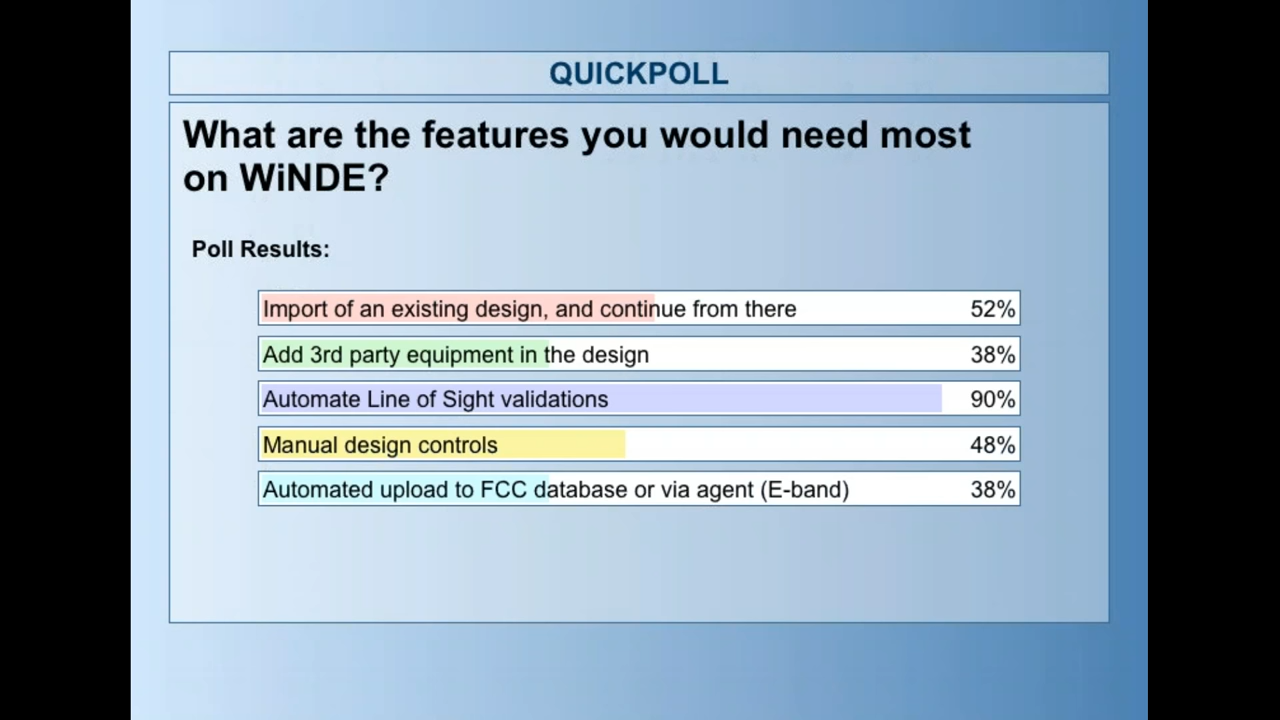 QUICKPOLL
What are the features you would need most
on WiNDE?
Poll Results:
Import of an existing design, and continue from there 52%
Add 3rd party equipment in the design 38%
Automate Line of Sight validations 90%
Manual design controls 48%
Automated upload to FCC database or via agent (E-band) 38%